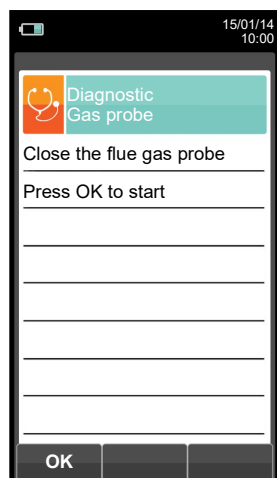 15/01/14
10:00
Diagnostic
Gas probe
Close the flue gas probe
Press OK to start
OK